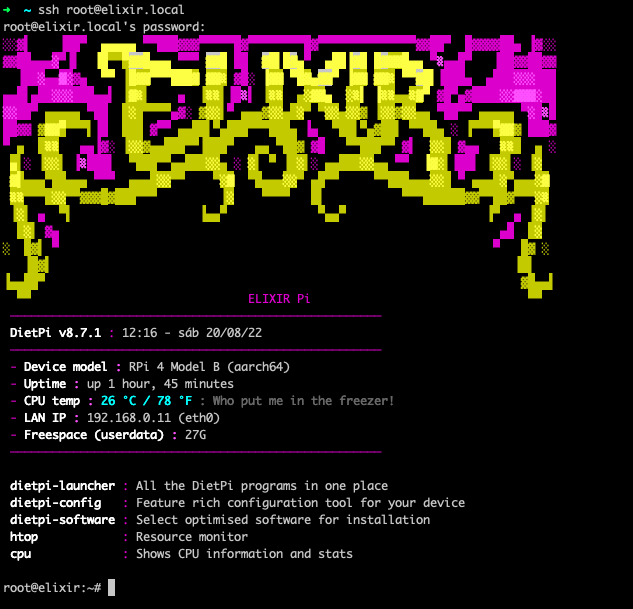 ➜ ~ ssh root@elixir.local
root@elixir.local's password:
ELIXIR
ELIXIR Pi
DietPi v8.7.1 : 12:16 - sáb 20/08/22
- Device model : RPi 4 Model B (aarch64)
- Uptime : up 1 hour, 45 minutes
- CPU temp : 26 °C / 78 °F : Who put me in the freezer!
- LAN IP : 192.168.0.11 (eth0)
- Freespace (userdata) : 27G
dietpi-launcher : All the DietPi programs in one place
dietpi-config : Feature rich configuration tool for your device
dietpi-software : Select optimised software for installation
htop : Resource monitor
cpu : Shows CPU information and stats
root@elixir:~#